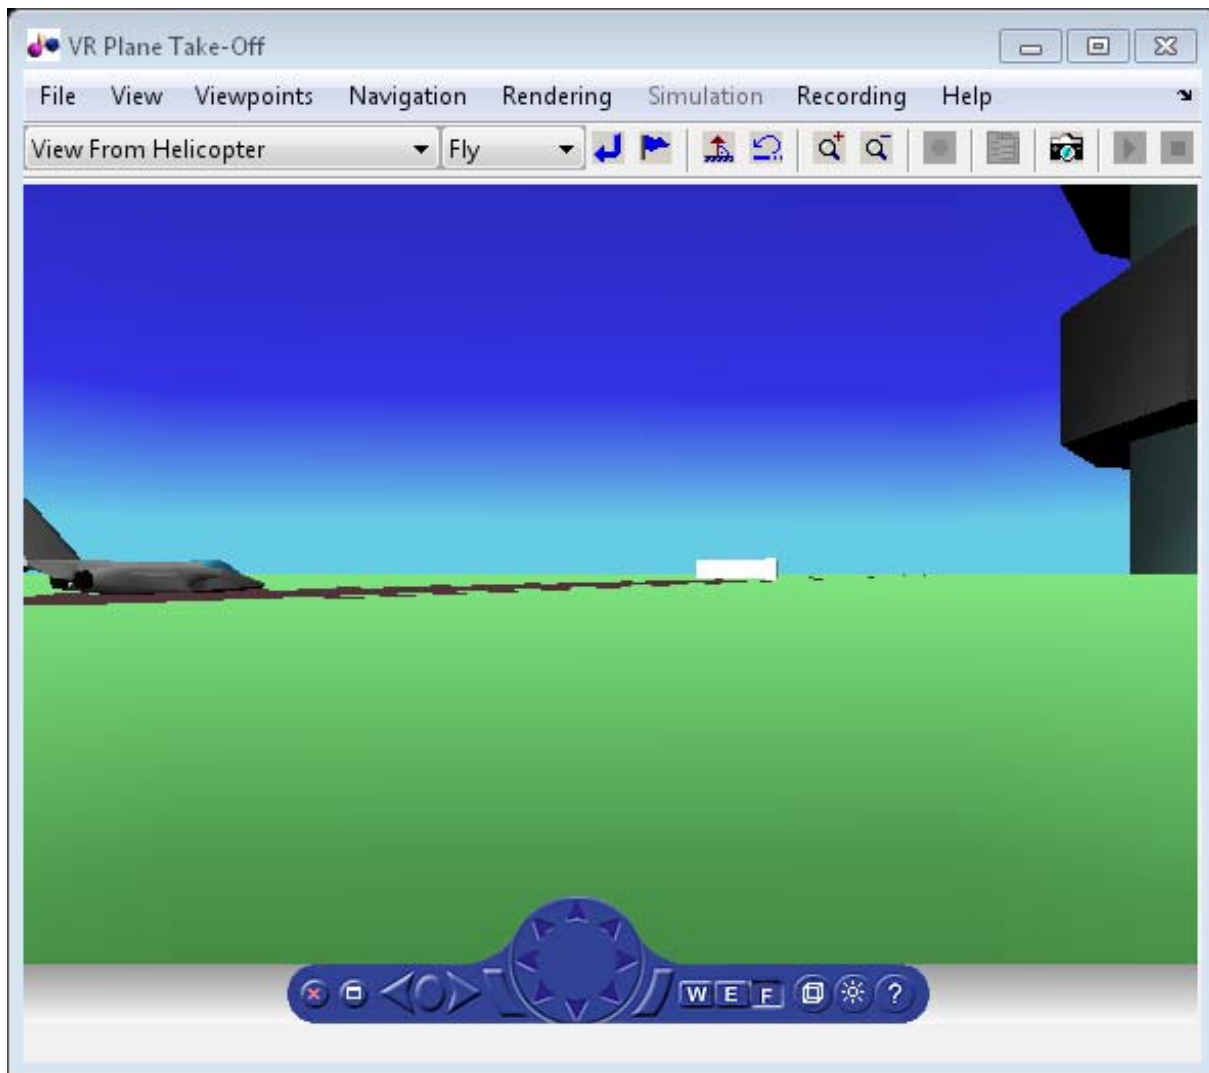 VR Plane Take-Off
File View Viewpoints Navigation Rendering Simulation Recording Help
View From Helicopter Fly
W E F ?